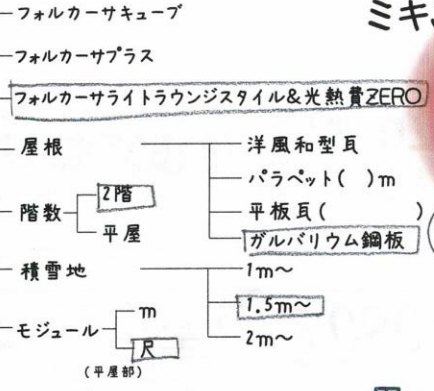 フォルカーサキューブ
ミキ
フォルカーサプラス
フォルカーサライトラウンジスタイル&光熱費ZERO
屋根
洋風和型瓦
パラペット( )m
平板瓦( )
ガルバリウム鋼板
階数
2階
平屋
積雪地
1m〜
1.5m〜
2m〜
モジュール
m
尺
(平屋部)